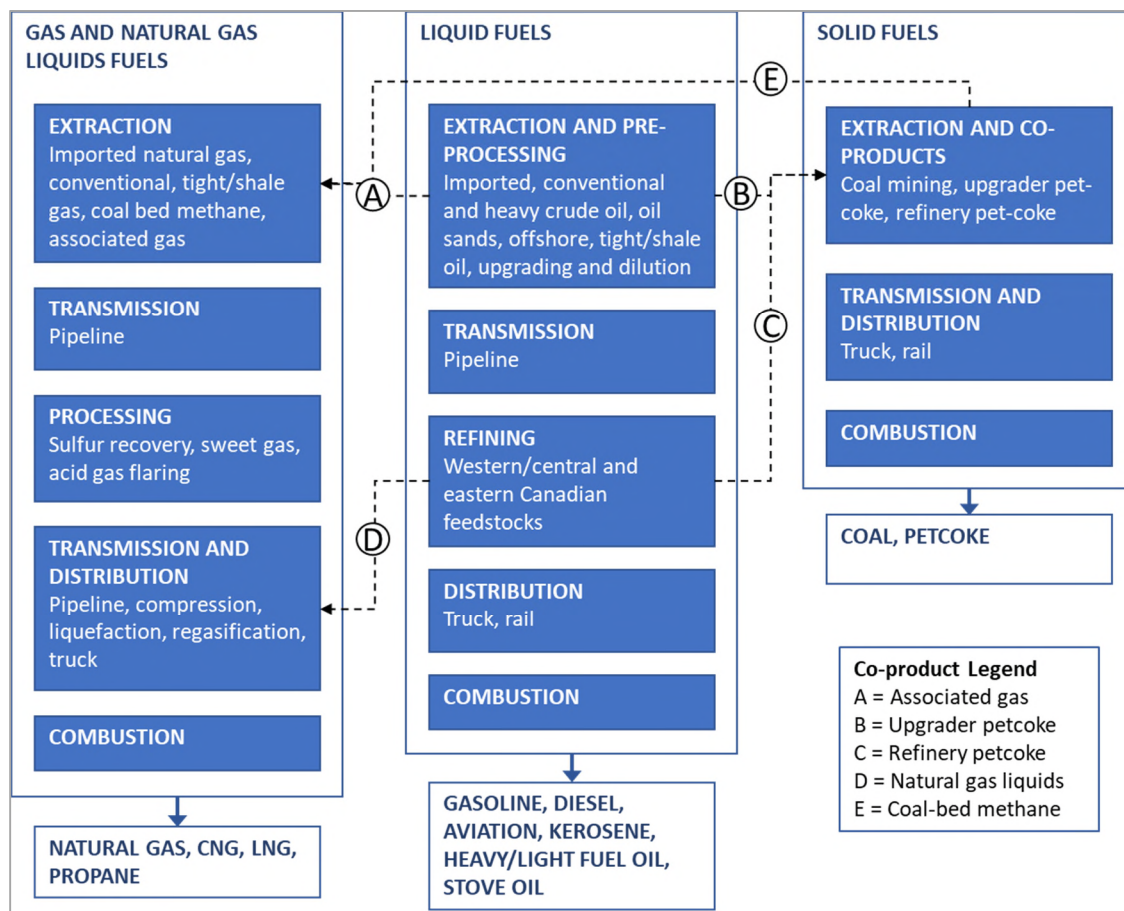 GAS AND NATURAL GAS
LIQUIDS FUELS
EXTRACTION
Imported natural gas,
conventional, tight/shale
gas, coal bed methane,
associated gas
TRANSMISSION
Pipeline
PROCESSING
Sulfur recovery, sweet gas,
acid gas flaring
TRANSMISSION AND
DISTRIBUTION
Pipeline, compression,
liquefaction, regasification,
truck
COMBUSTION
NATURAL GAS, CNG, LNG,
PROPANE
A
D
LIQUID FUELS
EXTRACTION AND PRE-
PROCESSING
Imported, conventional
and heavy crude oil, oil
sands, offshore, tight/shale
oil, upgrading and dilution
TRANSMISSION
Pipeline
REFINING
Western/central and
eastern Canadian
feedstocks
DISTRIBUTION
Truck, rail
COMBUSTION
GASOLINE, DIESEL,
AVIATION, KEROSENE,
HEAVY/LIGHT FUEL OIL,
STOVE OIL
E
B
C
SOLID FUELS
EXTRACTION AND CO-
PRODUCTS
Coal mining, upgrader pet-
coke, refinery pet-coke
TRANSMISSION AND
DISTRIBUTION
Truck, rail
COMBUSTION
COAL, PETCOKE
Co-product Legend
A = Associated gas
B = Upgrader petcoke
C = Refinery petcoke
D = Natural gas liquids
E = Coal-bed methane